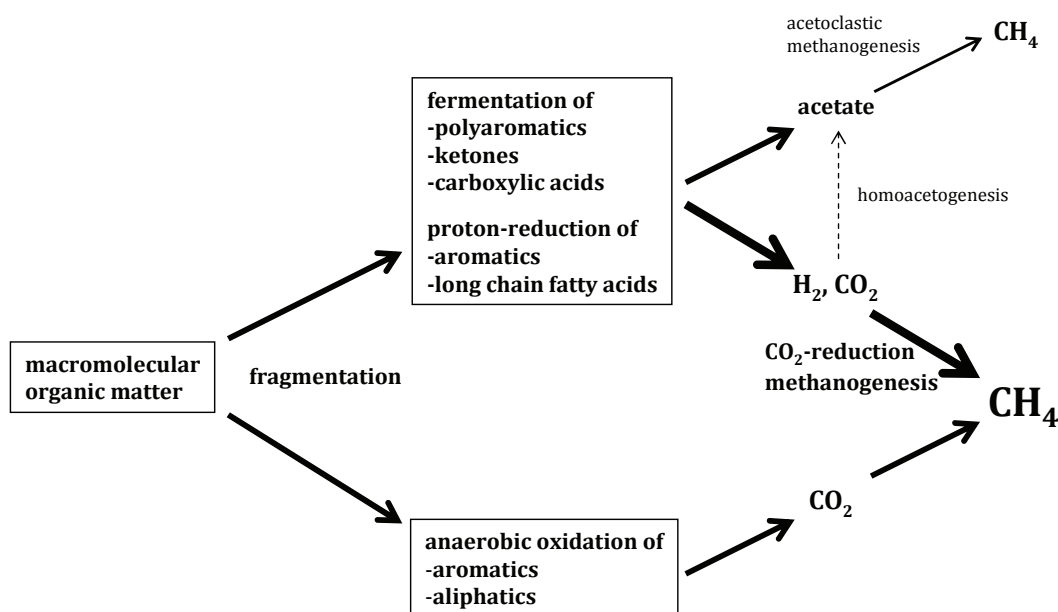 macromolecular
organic matter
fragmentation
fermentation of
-polyaromatics
-ketones
-carboxylic acids
proton-reduction of
-aromatics
-long chain fatty acids
anaerobic oxidation of
-aromatics
-aliphatics
acetoclastic
methanogenesis
CH₄
acetate
homoacetogenesis
H₂, CO₂
CO₂-reduction
methanogenesis
CH₄
CO₂